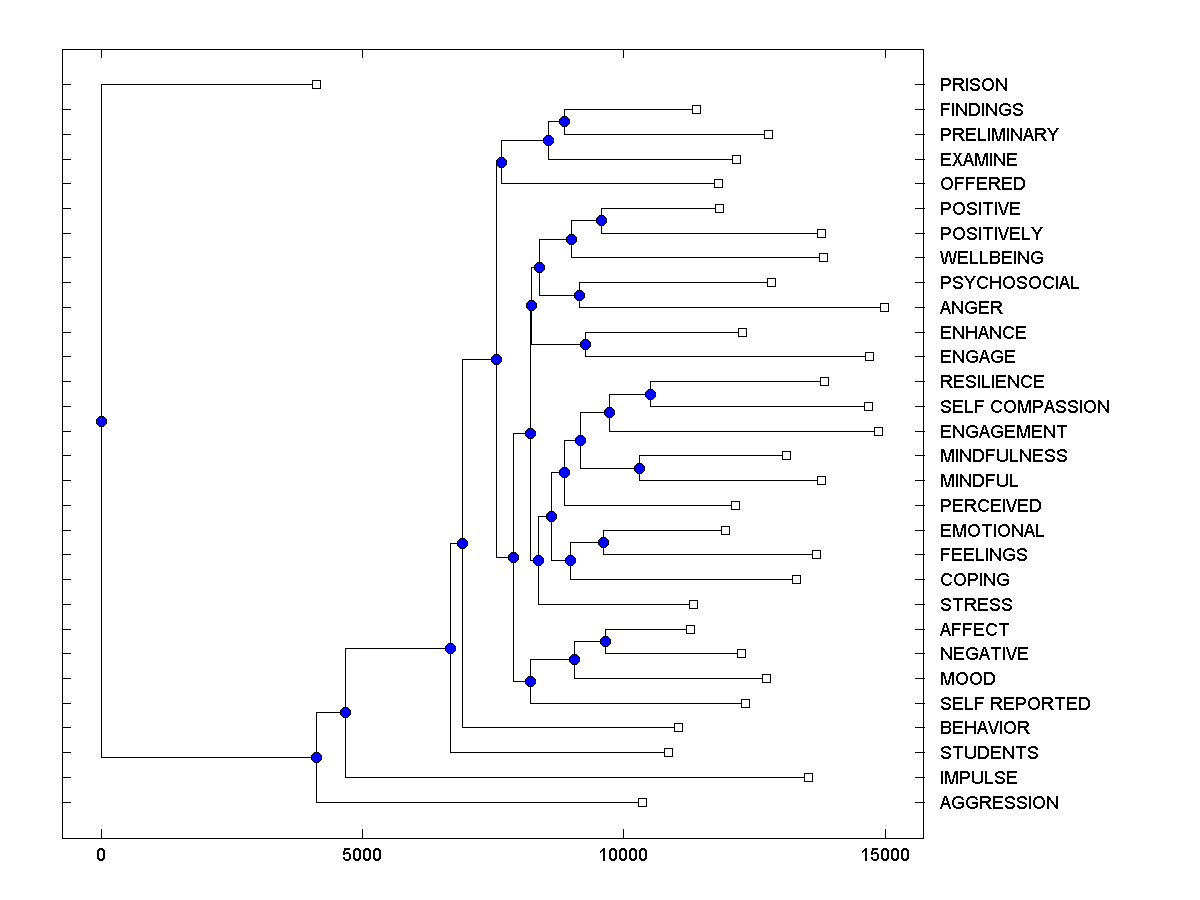 PRISON
FINDINGS
PRELIMINARY
EXAMINE
OFFERED
POSITIVE
POSITIVELY
WELLBEING
PSYCHOSOCIAL
ANGER
ENHANCE
ENGAGE
RESILIENCE
SELF COMPASSION
ENGAGEMENT
MINDFULNESS
MINDFUL
PERCEIVED
EMOTIONAL
FEELINGS
COPING
STRESS
AFFECT
NEGATIVE
MOOD
SELF REPORTED
BEHAVIOR
STUDENTS
IMPULSE
AGGRESSION
0 5000 10000 15000